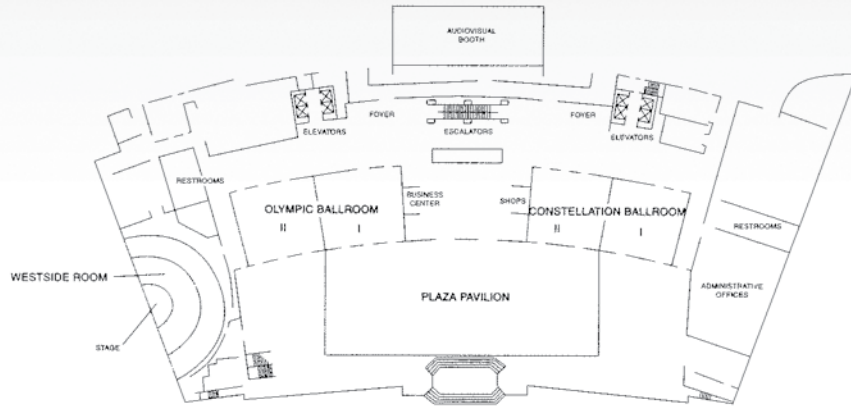 AUDIOVISUAL
BOOTH
FOYER
FOYER
ELEVATORS
ESCALATORS
ELEVATORS
RESTROOMS
BUSINESS
CENTER
SHOPS
OLYMPIC BALLROOM
CONSTELLATION BALLROOM
II
I
II
I
RESTROOMS
WESTSIDE ROOM
PLAZA PAVILION
ADMINISTRATIVE
OFFICES
STAGE